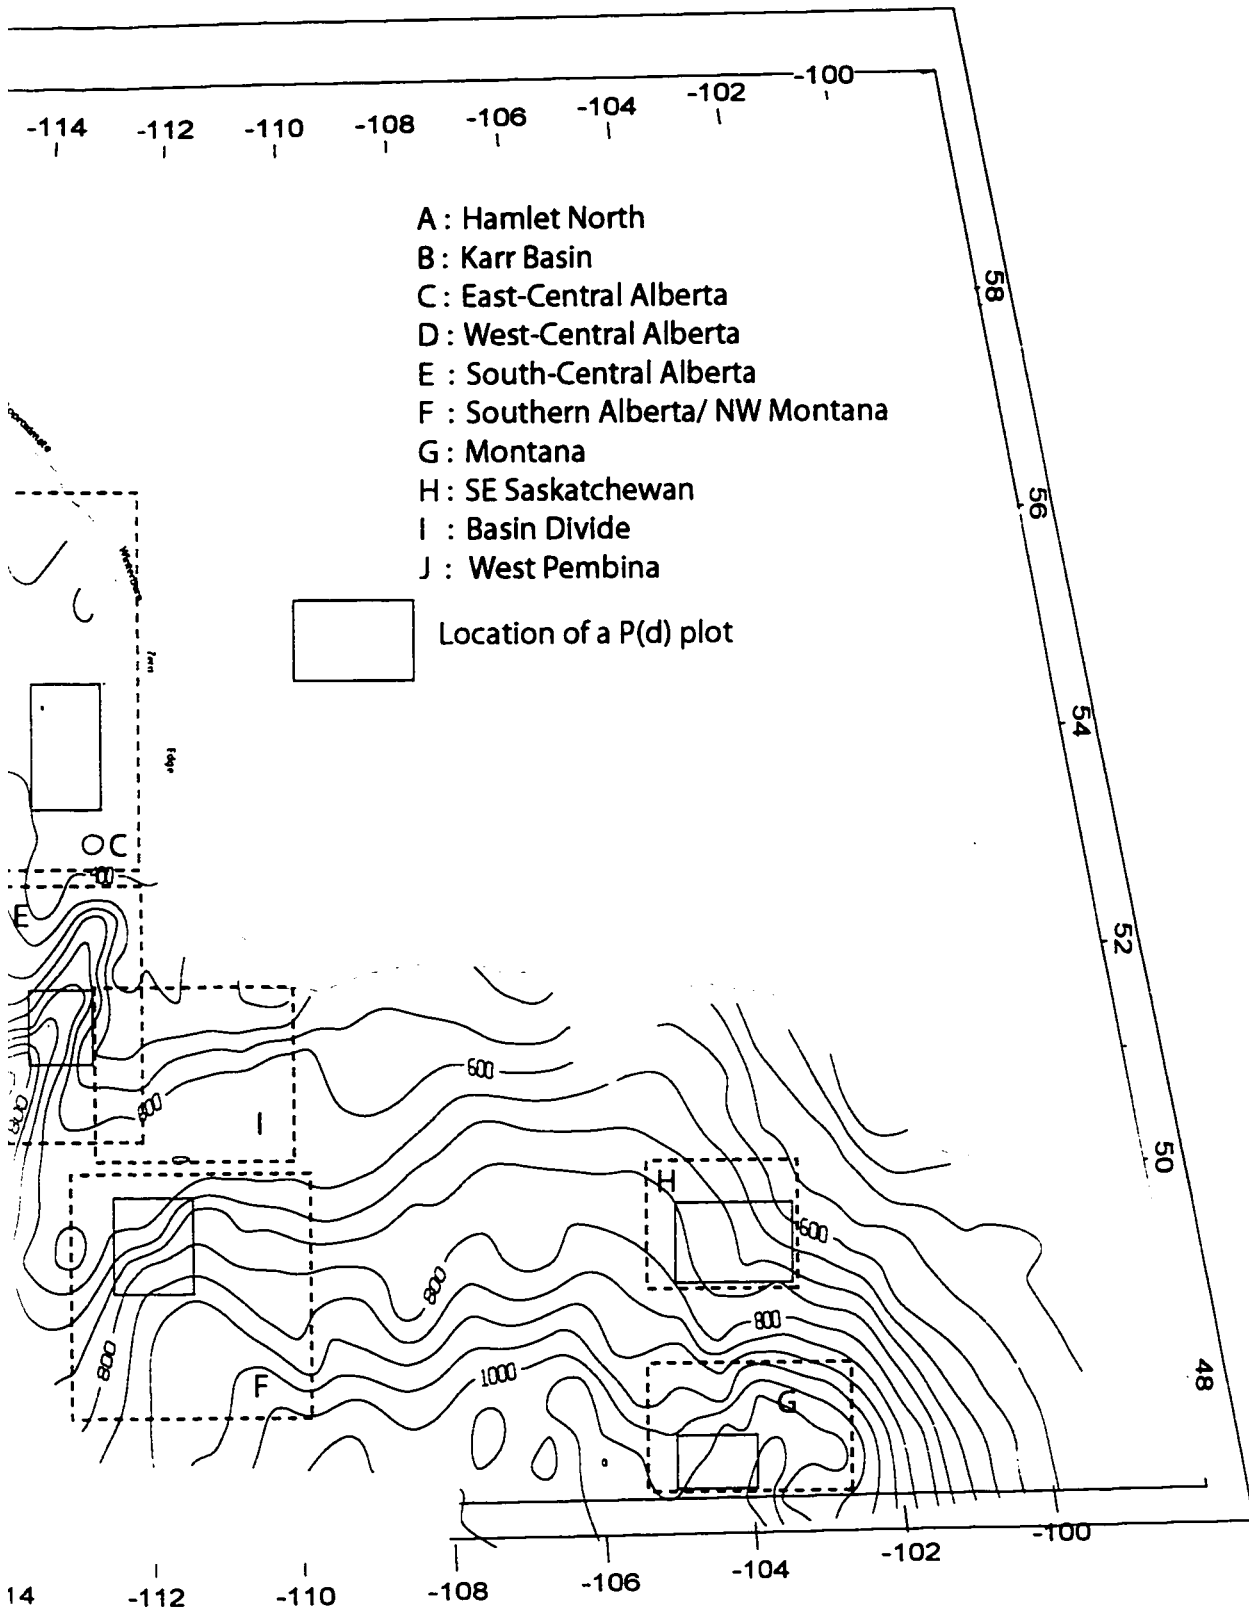 -100
-102
-104
-106
-108
-110
-112
-114
A : Hamlet North
B : Karr Basin
C : East-Central Alberta
D : West-Central Alberta
E : South-Central Alberta
F : Southern Alberta/ NW Montana
G : Montana
H : SE Saskatchewan
I : Basin Divide
J : West Pembina
Location of a P(d) plot
58
56
54
52
50
48
Edge
C
E
600
800
I
H
600
800
800
800
F
1000
G
-100
-102
-104
-106
-108
-110
-112
14